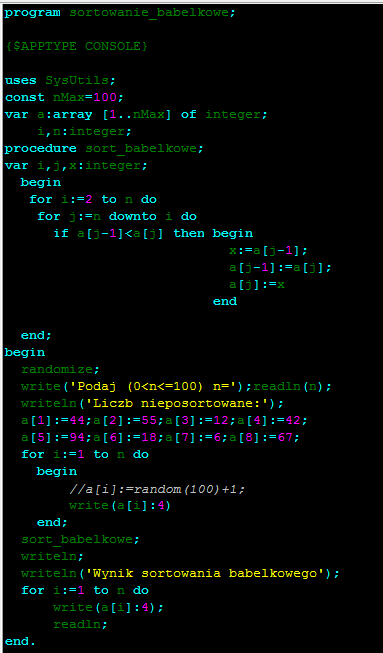 program sortowanie_babelkowe;
{$APPTYPE CONSOLE}
uses SysUtils;
const nMax=100;
var a:array [1..nMax] of integer;
i,n:integer;
procedure sort_babelkowe;
var i,j,x:integer;
begin
for i:=2 to n do
for j:=n downto i do
if a[j-1]<a[j] then begin
x:=a[j-1];
a[j-1]:=a[j];
a[j]:=x
end
end;
begin
randomize;
write('Podaj (0<n<=100) n=');readln(n);
writeln('Liczb nieposortowane:');
a[1]:=44;a[2]:=55;a[3]:=12;a[4]:=42;
a[5]:=94;a[6]:=18;a[7]:=6;a[8]:=67;
for i:=1 to n do
begin
//a[i]:=random(100)+1;
write(a[i]:4)
end;
sort_babelkowe;
writeln;
writeln('Wynik sortowania babelkowego');
for i:=1 to n do
write(a[i]:4);
readln;
end.